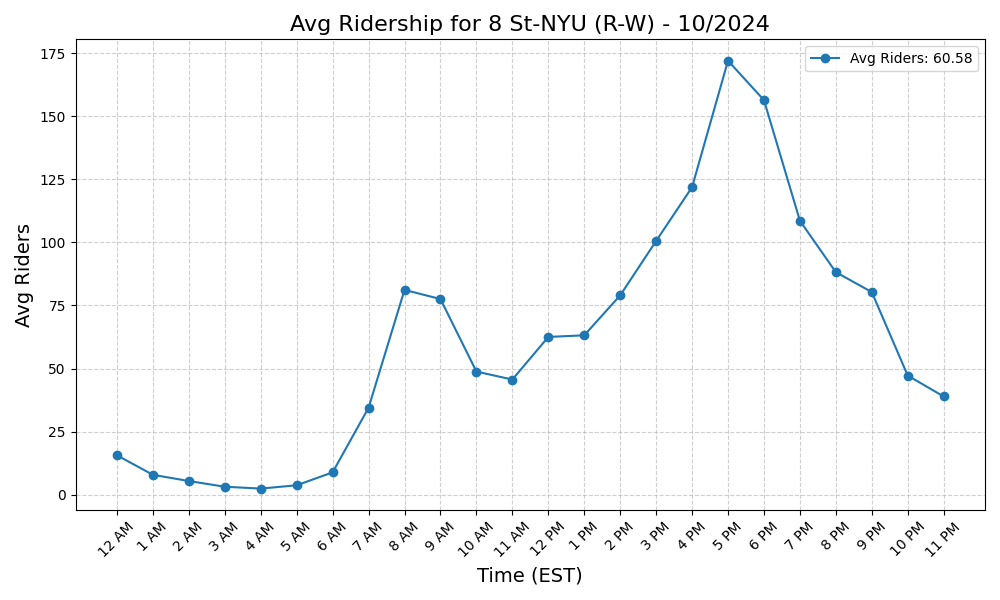 Avg Ridership for 8 St-NYU (R-W) - 10/2024
Avg Riders: 60.58
Avg Riders
175
150
125
100
75
50
25
0
12 AM
1 AM
2 AM
3 AM
4 AM
5 AM
6 AM
7 AM
8 AM
9 AM
10 AM
11 AM
12 PM
1 PM
2 PM
3 PM
4 PM
5 PM
6 PM
7 PM
8 PM
9 PM
10 PM
11 PM
Time (EST)